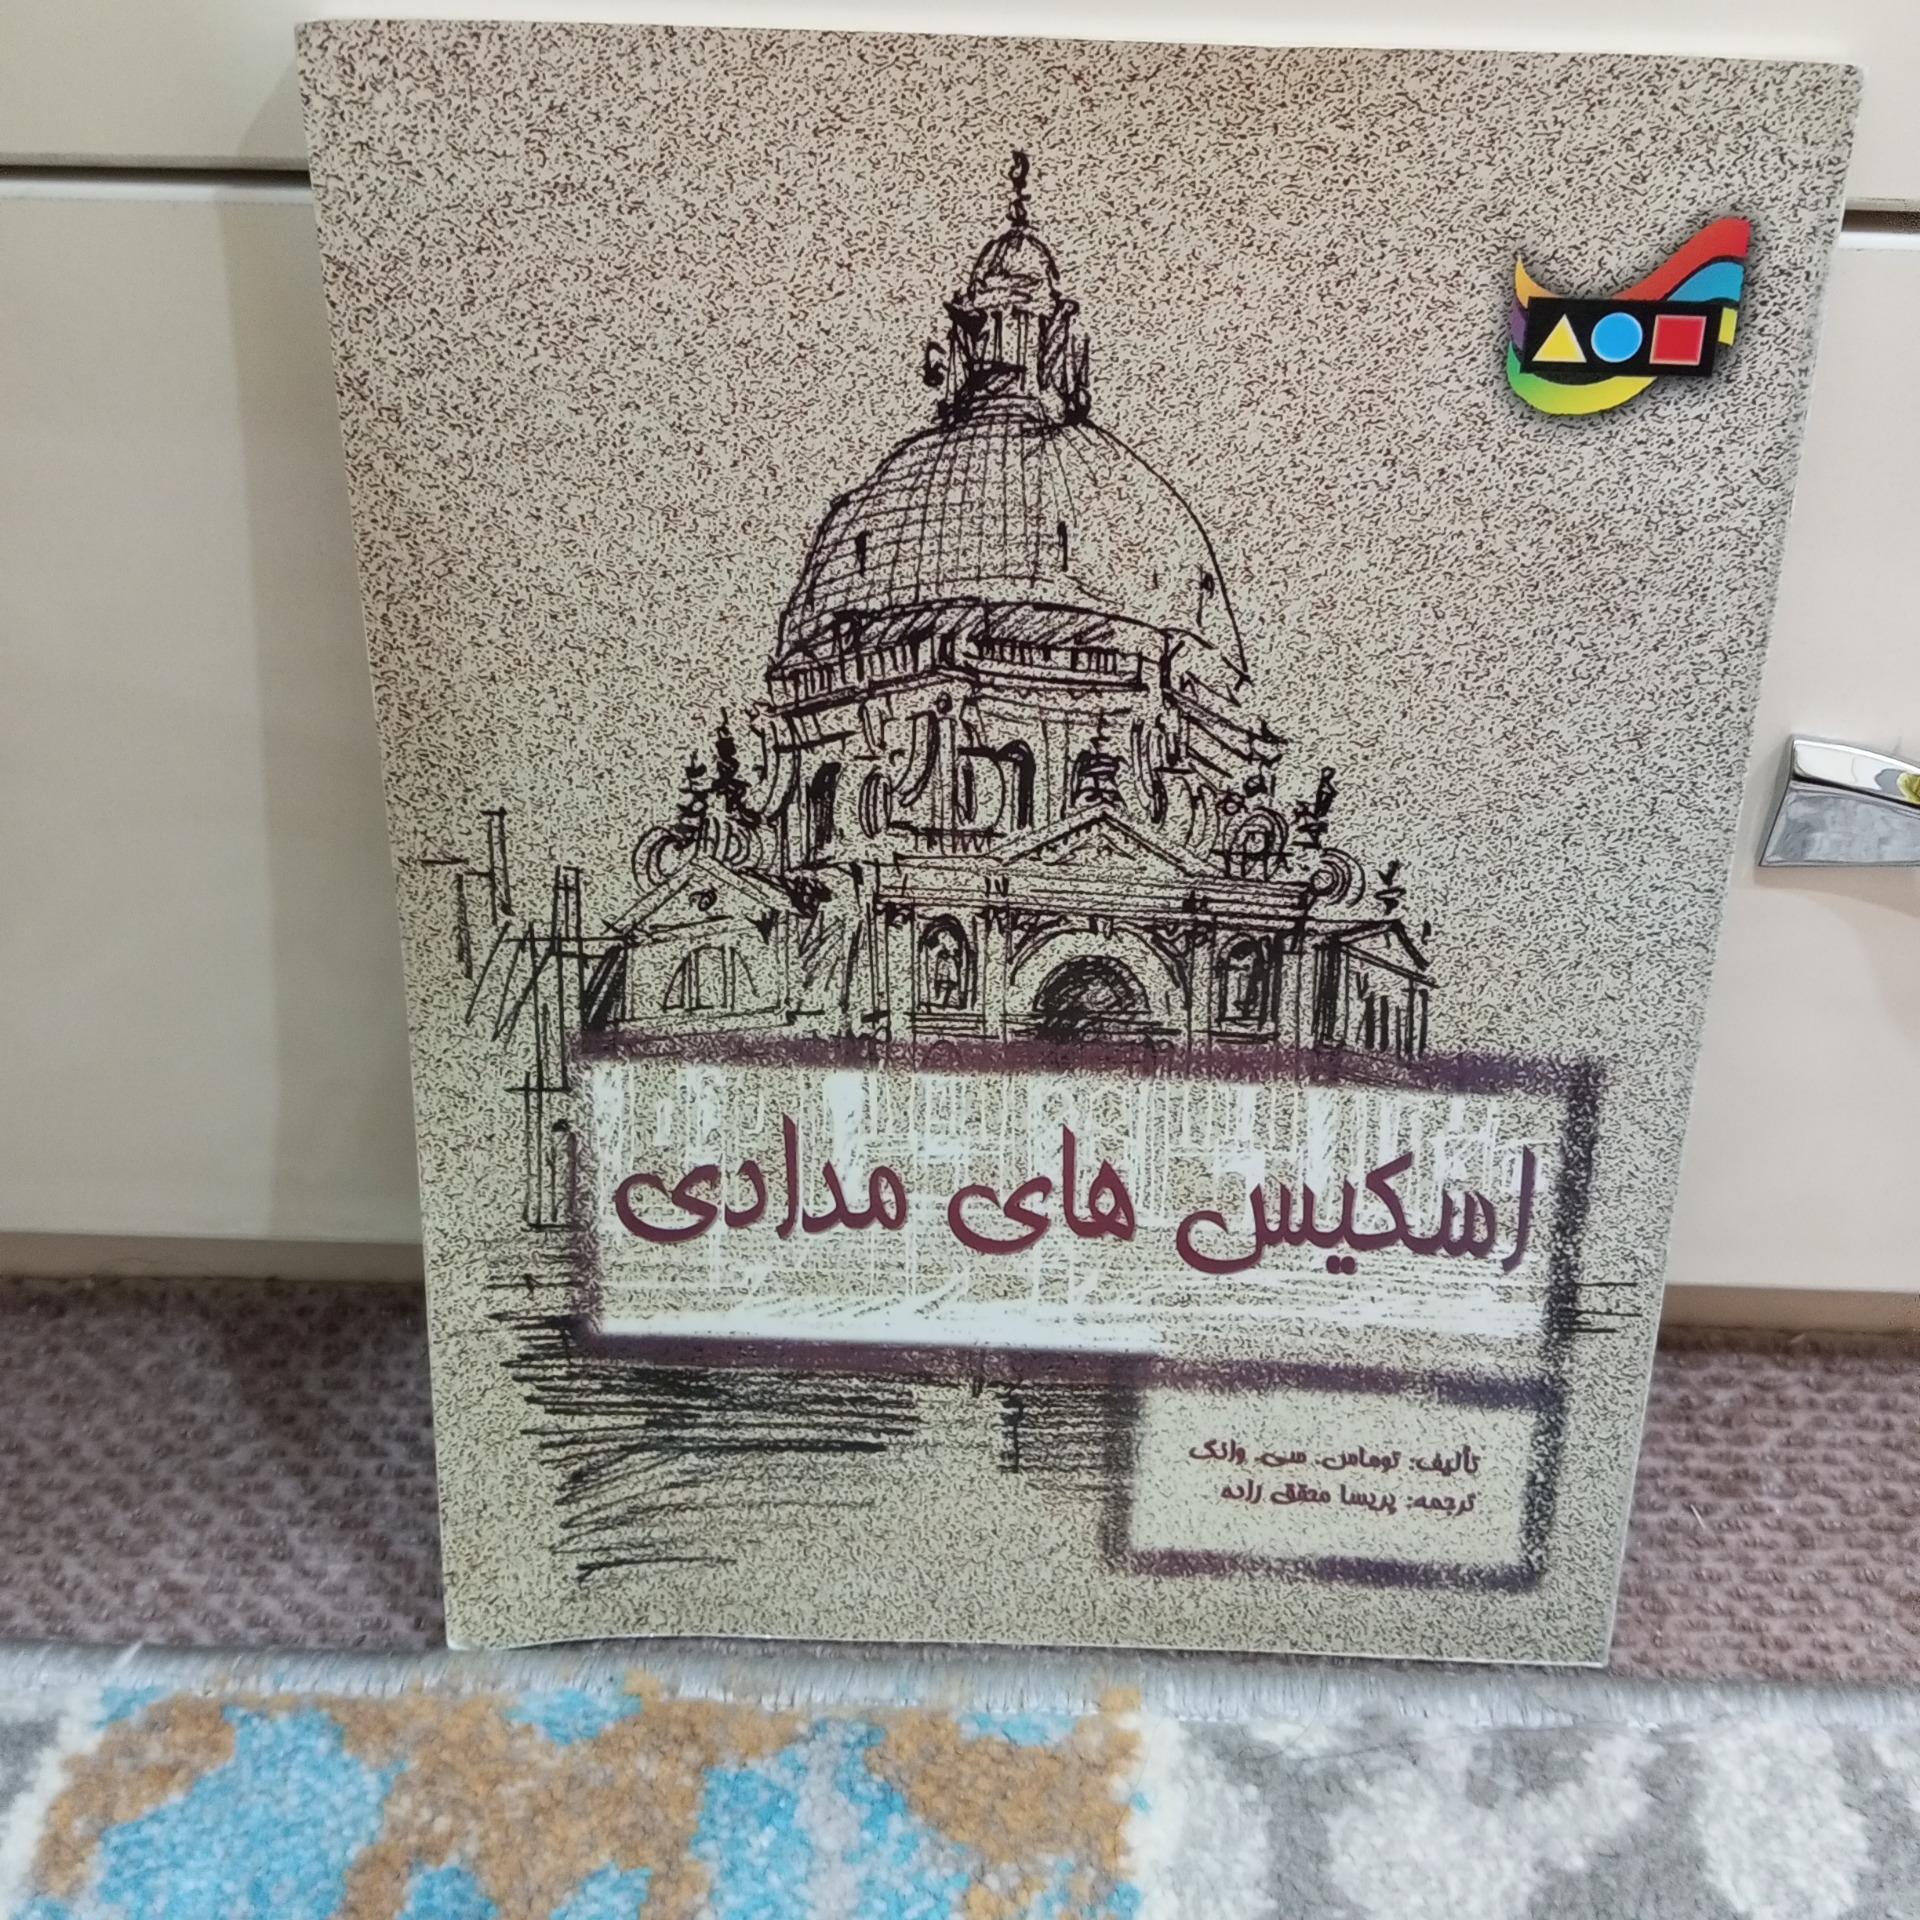 اسکیس های مدادی
تألیف: توماس. سی. وانگ
ترجمه: پریسا محقق زاده